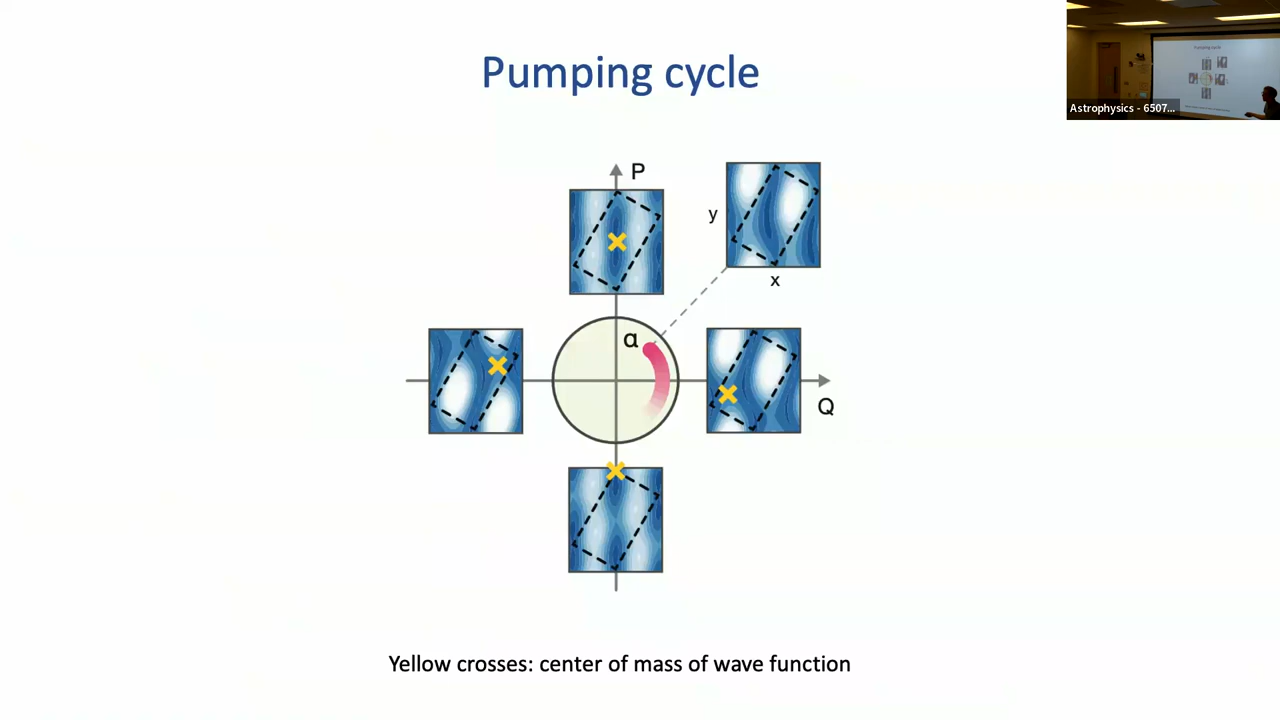 Pumping cycle
Astrophysics - 6507...
P
y
x
α
Q
Yellow crosses: center of mass of wave function